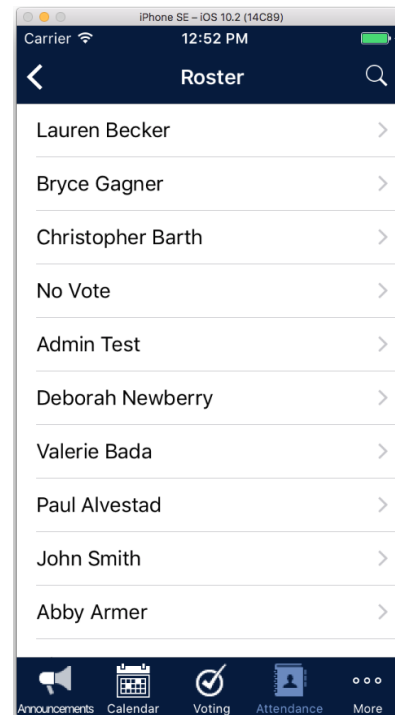 iPhone SE – iOS 10.2 (14C89)
Carrier 12:52 PM
Roster
Lauren Becker
Bryce Gagner
Christopher Barth
No Vote
Admin Test
Deborah Newberry
Valerie Bada
Paul Alvestad
John Smith
Abby Armer
Announcements Calendar Voting Attendance More